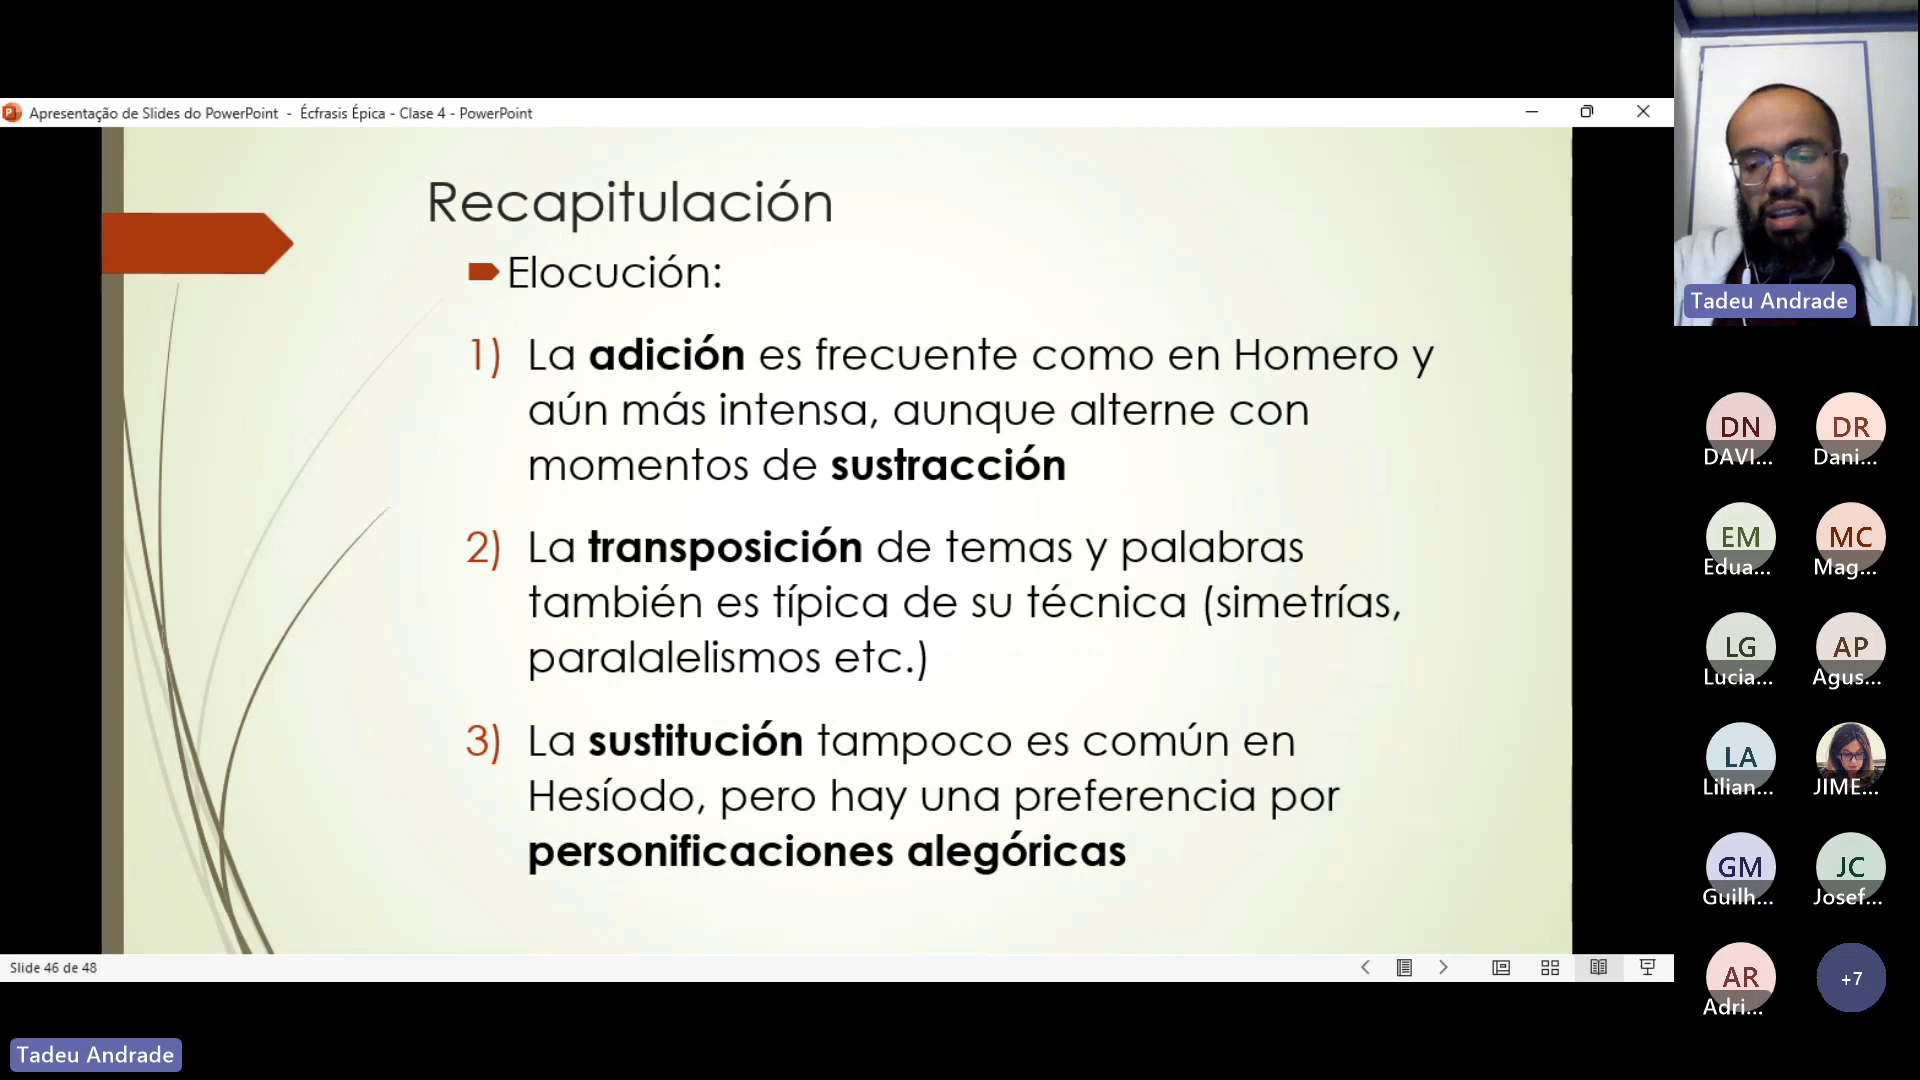 Apresentação de Slides do PowerPoint - Écfrasis Épica - Clase 4 - PowerPoint
Recapitulación
Elocución:
1) La adición es frecuente como en Homero y
aún más intensa, aunque alterne con
momentos de sustracción
2) La transposición de temas y palabras
también es típica de su técnica (simetrías,
paralalelismos etc.)
3) La sustitución tampoco es común en
Hesíodo, pero hay una preferencia por
personificaciones alegóricas
Slide 46 de 48
Tadeu Andrade
Tadeu Andrade
DN DR
DAVI... Dani...
EM MC
Edua... Mag...
LG AP
Lucia... Agus...
LA
Lilian... JIME...
GM JC
Guilh... Josef...
AR +7
Adri...